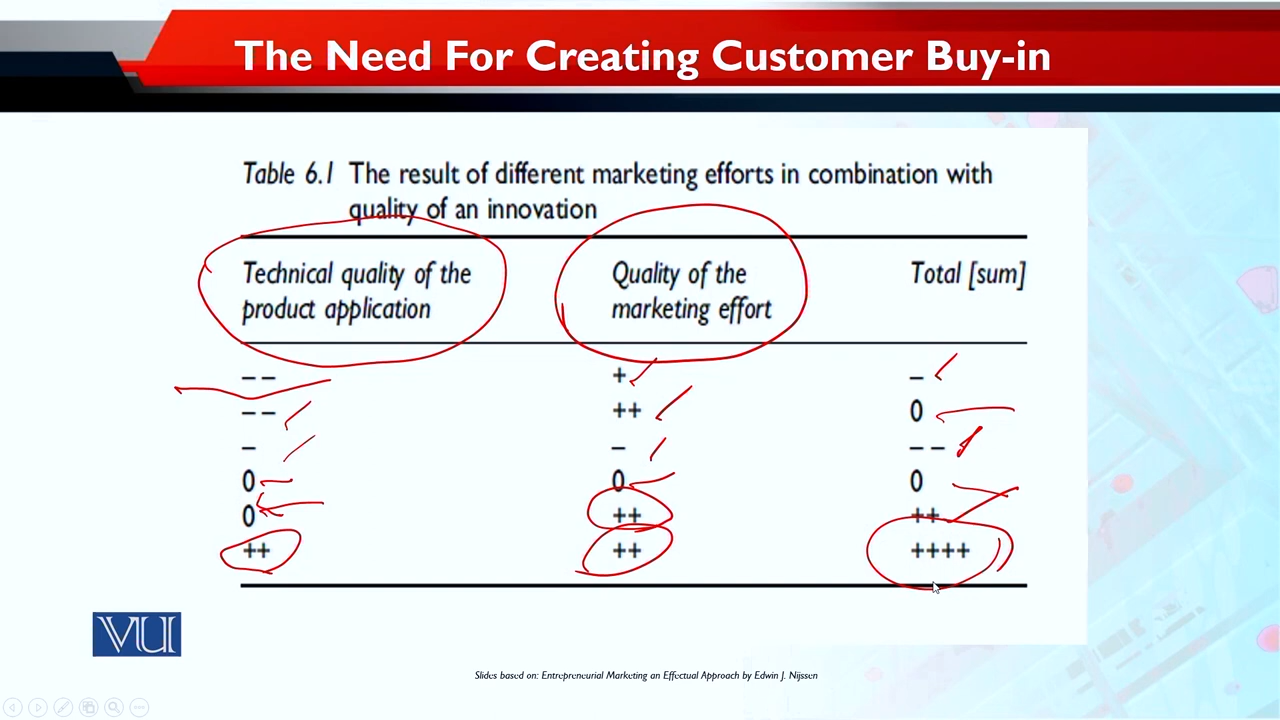 The Need For Creating Customer Buy-in
Table 6.1 The result of different marketing efforts in combination with
quality of an innovation
Technical quality of the Quality of the Total [sum]
product application marketing effort
-- + -
-- ++ 0
- - --
0 0 0
0 ++ ++
++ ++ ++++
VU
Slides based on: Entrepreneurial Marketing an Effectual Approach by Edwin J. Nijssen